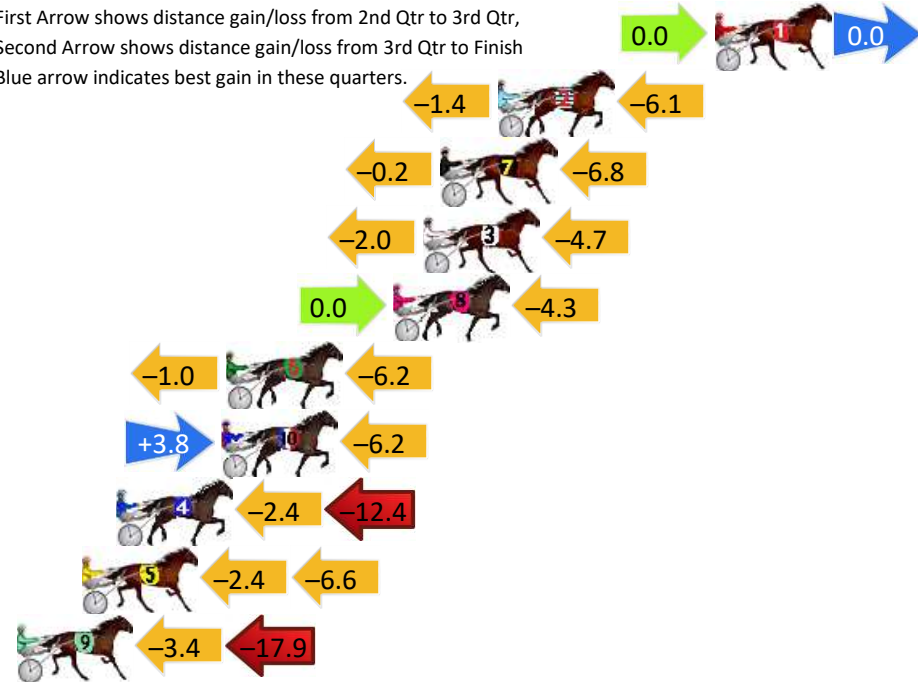 First Arrow shows distance gain/loss from 2nd Qtr to 3rd Qtr,
Second Arrow shows distance gain/loss from 3rd Qtr to Finish
Blue arrow indicates best gain in these quarters.
0.0 1 0.0
–1.4 2 –6.1
–0.2 7 –6.8
–2.0 3 –4.7
0.0 8 –4.3
–1.0 6 –6.2
+3.8 10 –6.2
4 –2.4 –12.4
5 –2.4 –6.6
9 –3.4 –17.9